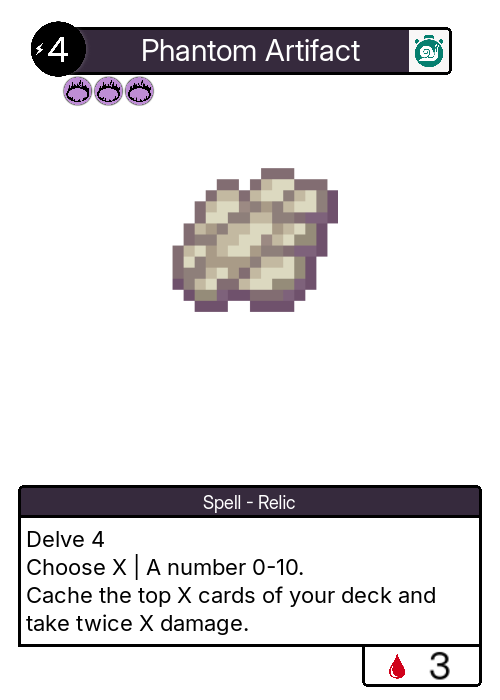 4
Phantom Artifact
Spell - Relic
Delve 4
Choose X | A number 0-10.
Cache the top X cards of your deck and
take twice X damage.
3